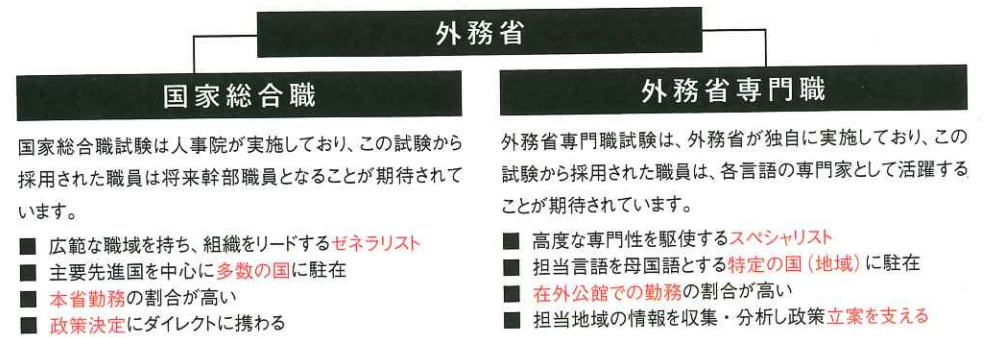 外務省
国家総合職
国家総合職試験は人事院が実施しており、この試験から
採用された職員は将来幹部職員となることが期待されて
います。
■ 広範な職域を持ち、組織をリードするゼネラリスト
■ 主要先進国を中心に多数の国に駐在
■ 本省勤務の割合が高い
■ 政策決定にダイレクトに携わる
外務省専門職
外務省専門職試験は、外務省が独自に実施しており、この
試験から採用された職員は、各言語の専門家として活躍する
ことが期待されています。
■ 高度な専門性を駆使するスペシャリスト
■ 担当言語を母国語とする特定の国（地域）に駐在
■ 在外公館での勤務の割合が高い
■ 担当地域の情報を収集・分析し政策立案を支える